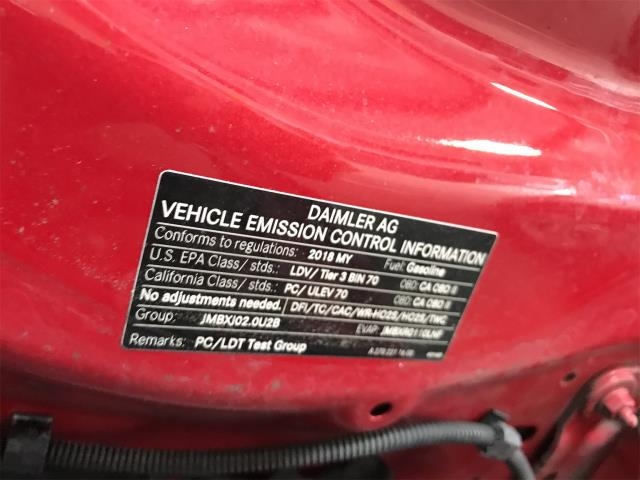 DAIMLER AG
VEHICLE EMISSION CONTROL INFORMATION
Conforms to regulations: 2018 MY Fuel: Gasoline
U.S. EPA Class/ stds.: LDV/ Tier 3 BIN 70 OBD: CA OBD II
California Class/ stds.: PC/ ULEV 70 OBD: CA OBD II
No adjustments needed. DFI/TC/CAC/WR-HO2S/HO2S/TWC
Group: JMBXJ02.0U2B EVAP:
Remarks: PC/LDT Test Group